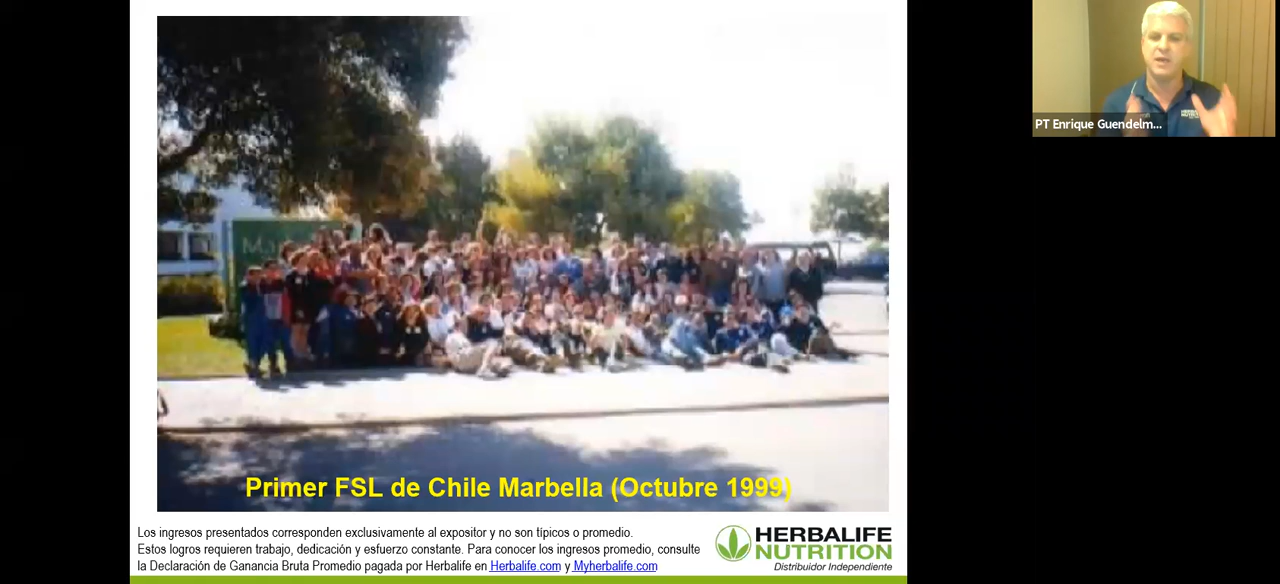 PT Enrique Guendelm...
Primer FSL de Chile Marbella (Octubre 1999)
Los ingresos presentados corresponden exclusivamente al expositor y no son típicos o promedio.
Estos logros requieren trabajo, dedicación y esfuerzo constante. Para conocer los ingresos promedio, consulte
la Declaración de Ganancia Bruta Promedio pagada por Herbalife en Herbalife.com y Myherbalife.com
HERBALIFE
NUTRITION
Distribuidor Independiente